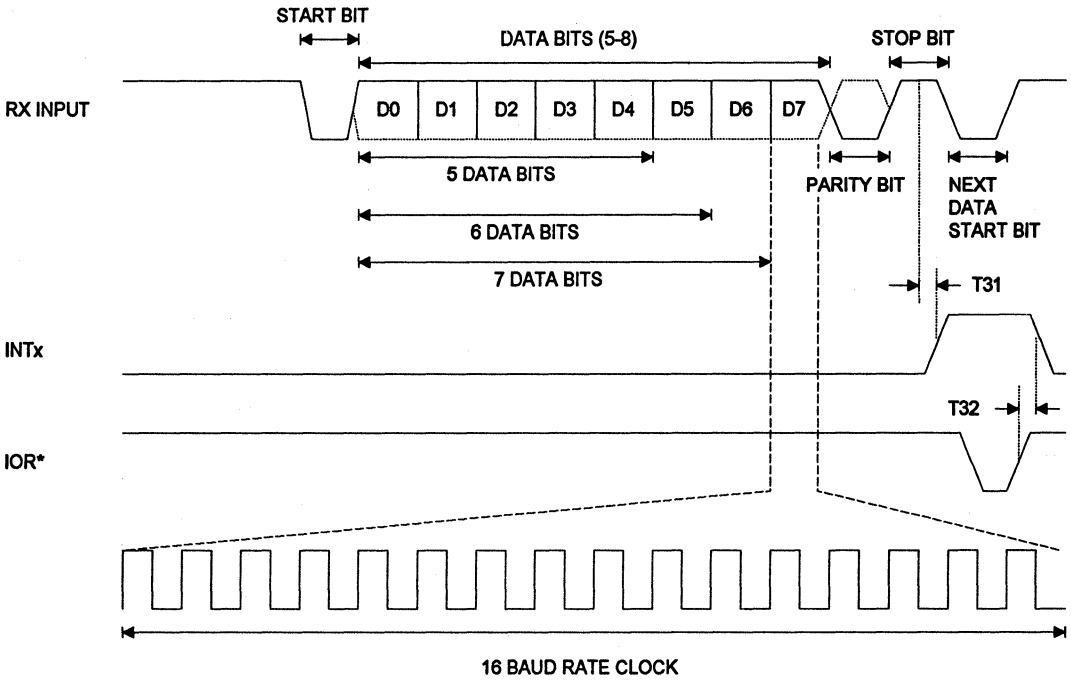 START BIT
DATA BITS (5-8)
STOP BIT
RX INPUT
D0 D1 D2 D3 D4 D5 D6 D7
5 DATA BITS
PARITY BIT
NEXT
DATA
START BIT
6 DATA BITS
7 DATA BITS
T31
INTx
T32
IOR*
16 BAUD RATE CLOCK